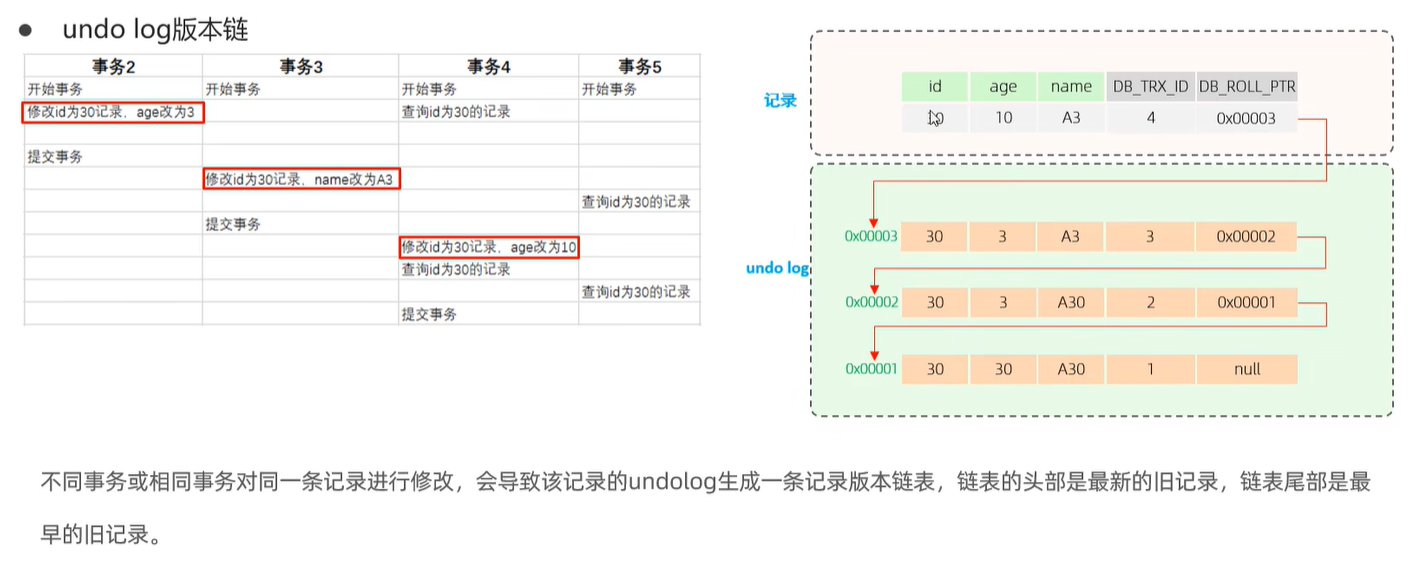 undo log版本链
事务2 事务3 事务4 事务5
开始事务 开始事务 开始事务 开始事务
修改id为30记录，age改为3 查询id为30的记录
提交事务
修改id为30记录，name改为A3
查询id为30的记录
提交事务
修改id为30记录，age改为10
查询id为30的记录
查询id为30的记录
提交事务
记录
id age name DB_TRX_ID DB_ROLL_PTR
10 A3 4 0x00003
undo log
0x00003 30 3 A3 3 0x00002
0x00002 30 3 A30 2 0x00001
0x00001 30 30 A30 1 null
不同事务或相同事务对同一条记录进行修改，会导致该记录的undolog生成一条记录版本链表，链表的头部是最新的旧记录，链表尾部是最
早的旧记录。